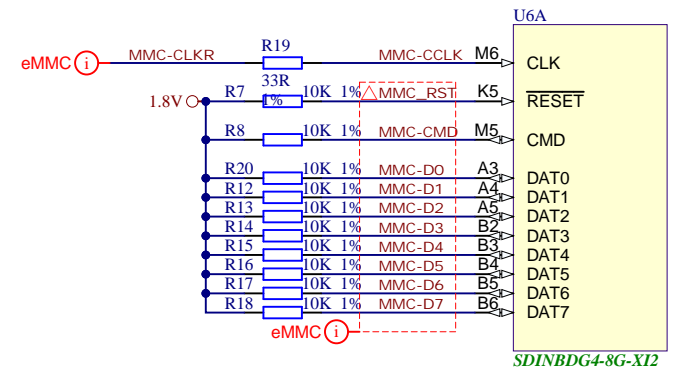 U6A
R19
eMMC i MMC-CLKR MMC-CCLK M6 CLK
33R
1%
1.8V R7 10K 1% MMC_RST K5 RESET
R8 10K 1% MMC-CMD M5 CMD
R20 10K 1% MMC-D0 A3 DAT0
R12 10K 1% MMC-D1 A4 DAT1
R13 10K 1% MMC-D2 A5 DAT2
R14 10K 1% MMC-D3 B2 DAT3
R15 10K 1% MMC-D4 B3 DAT4
R16 10K 1% MMC-D5 B4 DAT5
R17 10K 1% MMC-D6 B5 DAT6
R18 10K 1% MMC-D7 B6 DAT7
eMMC i
SDINBDG4-8G-XI2